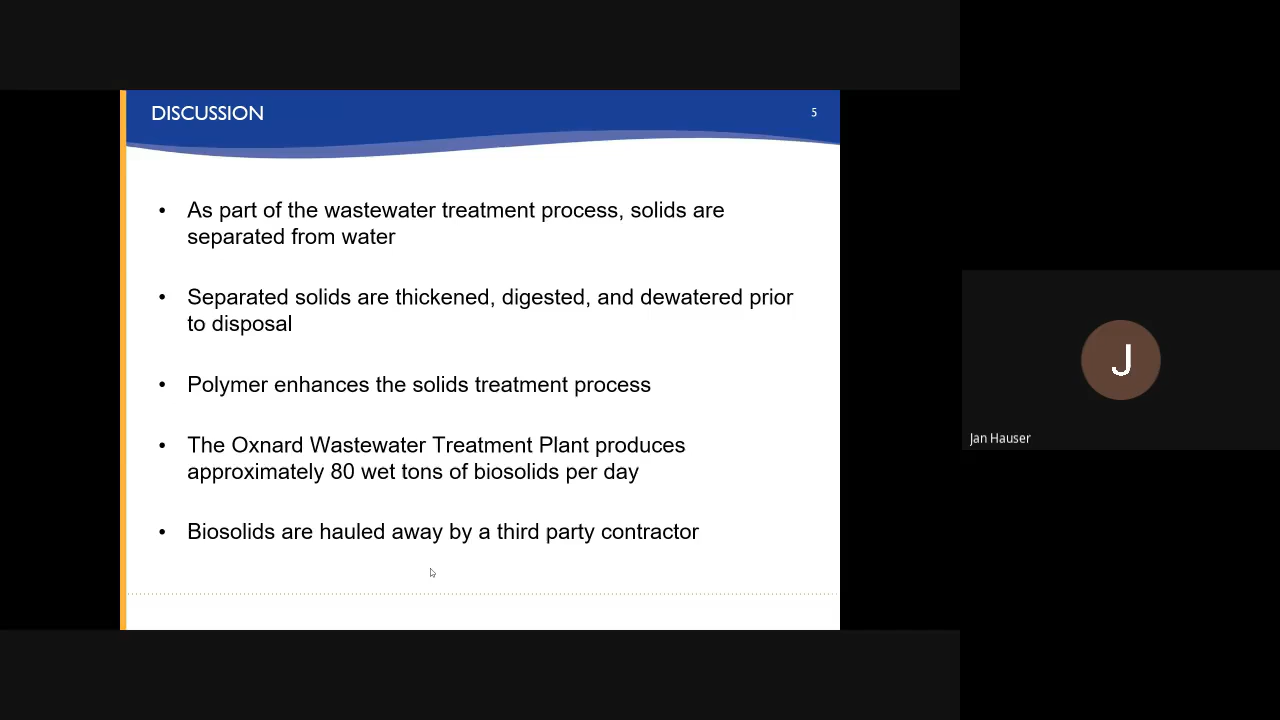 DISCUSSION
5
• As part of the wastewater treatment process, solids are
separated from water
• Separated solids are thickened, digested, and dewatered prior
to disposal
• Polymer enhances the solids treatment process
• The Oxnard Wastewater Treatment Plant produces
approximately 80 wet tons of biosolids per day
• Biosolids are hauled away by a third party contractor
J
Jan Hauser